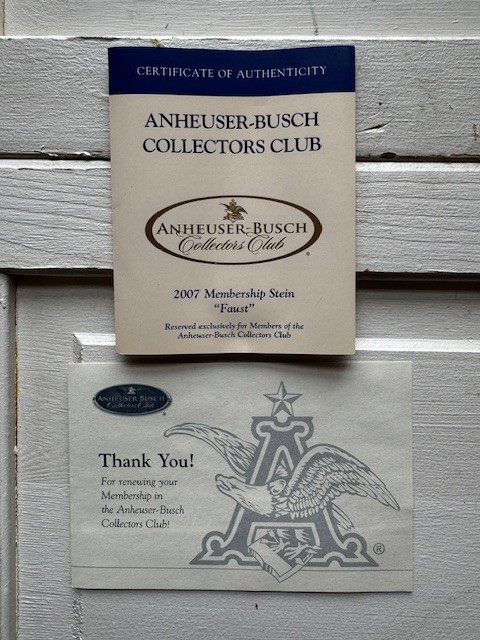 CERTIFICATE OF AUTHENTICITY
ANHEUSER-BUSCH
COLLECTORS CLUB
ANHEUSER-BUSCH
Collectors Club
®
2007 Membership Stein
"Faust"
Reserved exclusively for Members of the
Anheuser-Busch Collectors Club
ANHEUSER BUSCH
Collectors Club
Thank You!
For renewing your
Membership in
the Anheuser-Busch
Collectors Club!
A
®